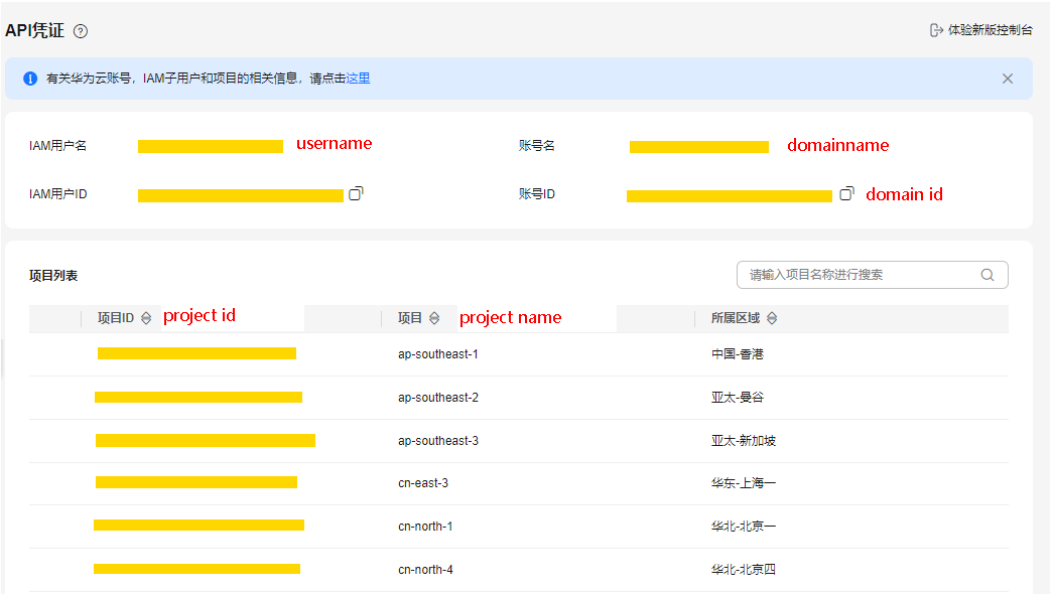 API凭证 ? 体验新版控制台
有关华为云账号，IAM子用户和项目的相关信息，请点击这里
IAM用户名 username 账号名 domainname
IAM用户ID 账号ID domain id
项目列表 请输入项目名称进行搜索
项目ID project id 项目 project name 所属区域
ap-southeast-1 中国-香港
ap-southeast-2 亚太-曼谷
ap-southeast-3 亚太-新加坡
cn-east-3 华东-上海一
cn-north-1 华北-北京一
cn-north-4 华北-北京四